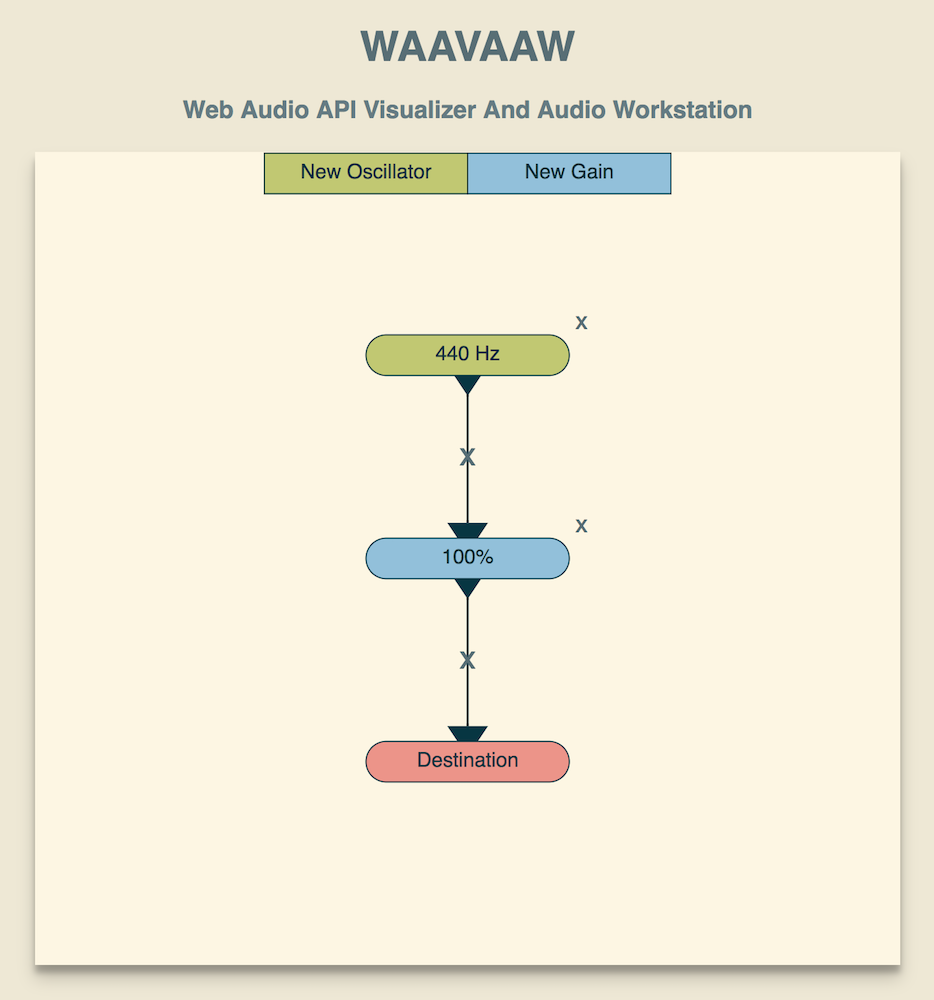 WAAVAAW
Web Audio API Visualizer And Audio Workstation
New Oscillator New Gain
X
440 Hz
X
X
100%
X
Destination